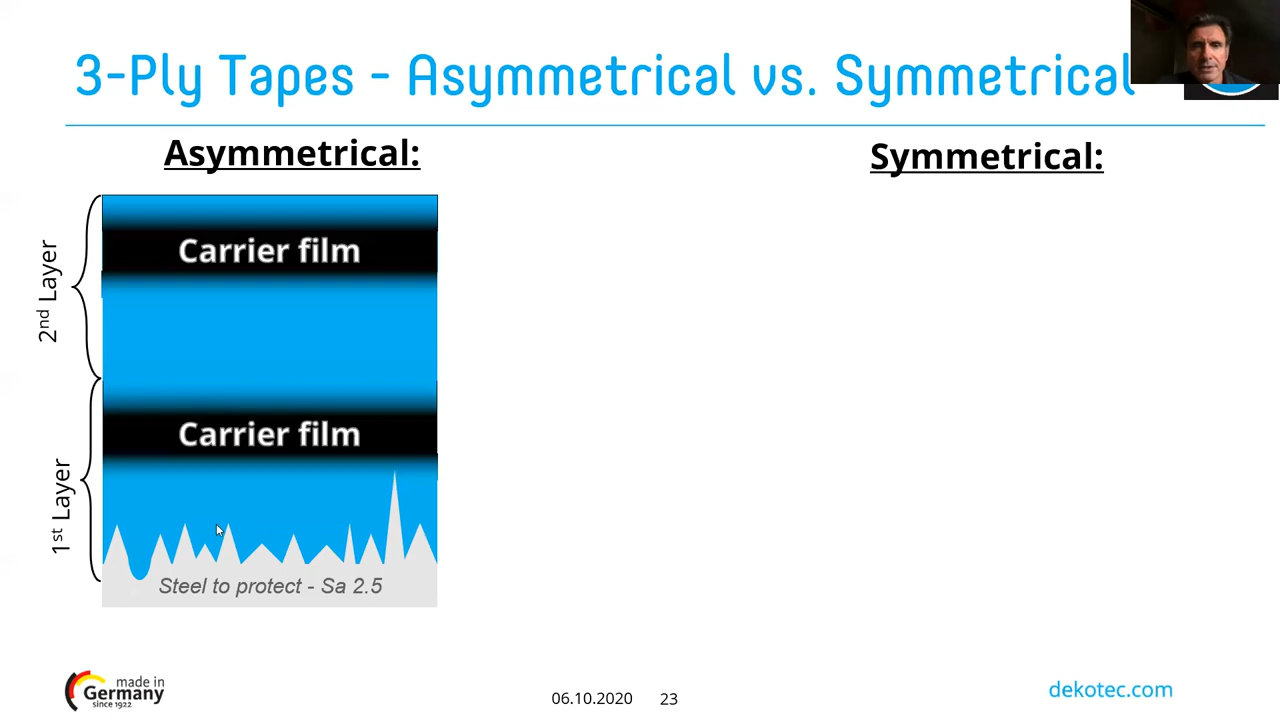 3-Ply Tapes - Asymmetrical vs. Symmetrical
Asymmetrical:
Symmetrical:
2nd Layer
Carrier film
1st Layer
Carrier film
Steel to protect - Sa 2.5
made in
Germany
since 1922
06.10.2020 23
dekotec.com